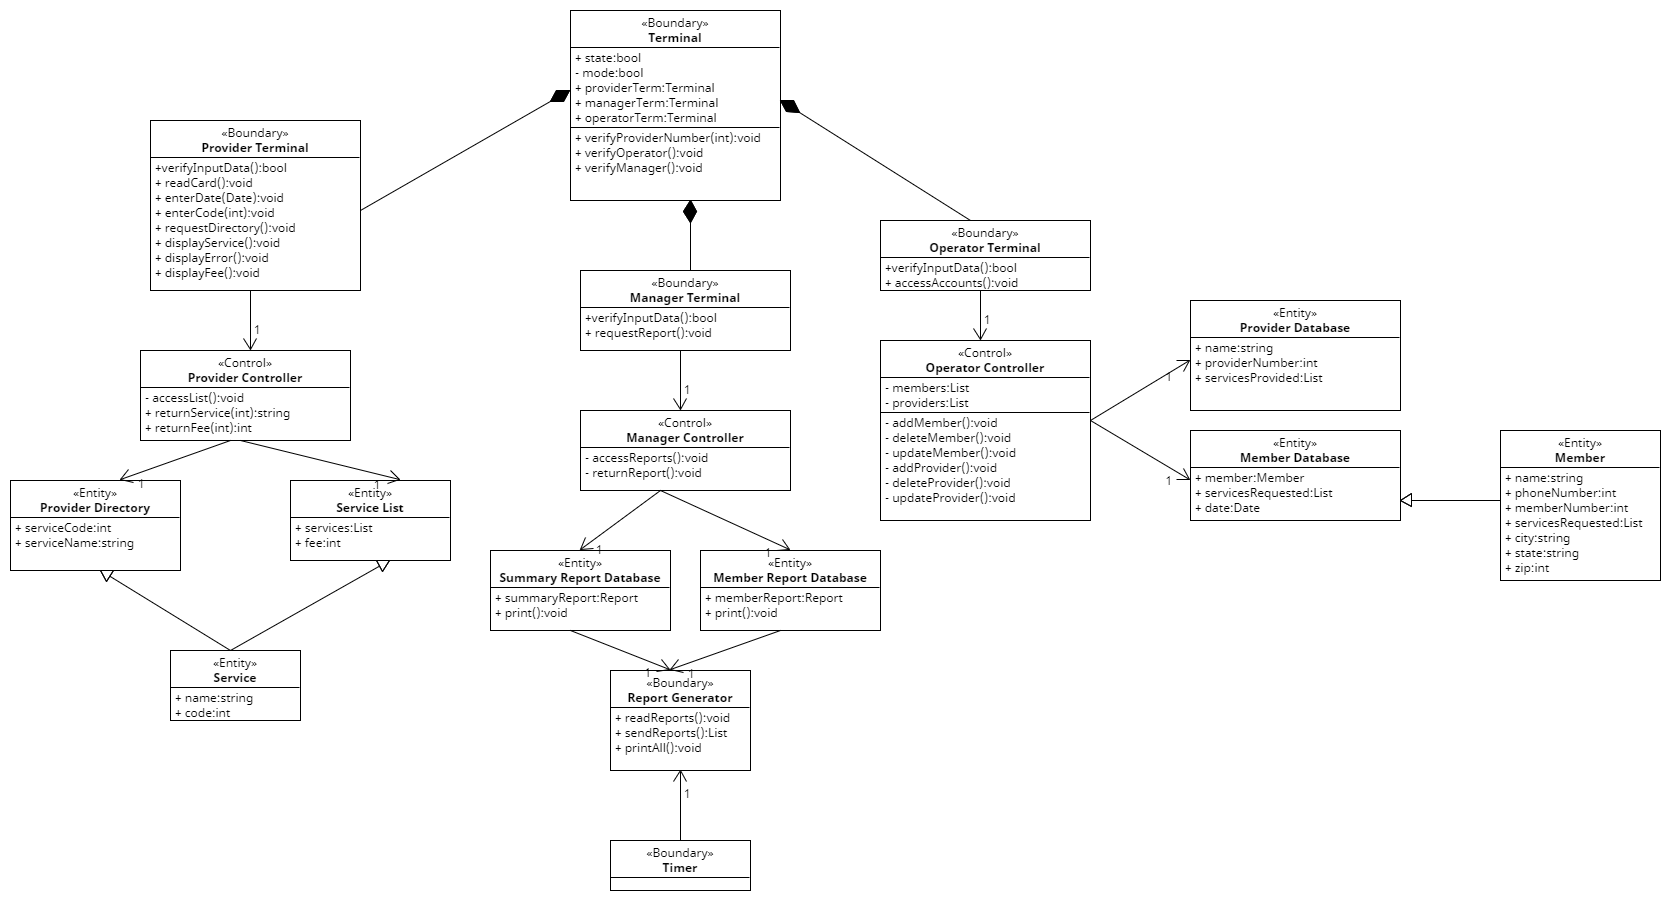 «Boundary»
Terminal
+ state:bool
- mode:bool
+ providerTerm:Terminal
+ managerTerm:Terminal
+ operatorTerm:Terminal
+ verifyProviderNumber(int):void
+ verifyOperator():void
+ verifyManager():void
«Boundary»
Provider Terminal
+verifyInputData():bool
+ readCard():void
+ enterDate(Date):void
+ enterCode(int):void
+ requestDirectory():void
+ displayService():void
+ displayError():void
+ displayFee():void
«Boundary»
Manager Terminal
+verifyInputData():bool
+ requestReport():void
«Boundary»
Operator Terminal
+verifyInputData():bool
+ accessAccounts():void
1
1
1
«Control»
Provider Controller
- accessList():void
+ returnService(int):string
+ returnFee(int):int
«Control»
Manager Controller
- accessReports():void
- returnReport():void
«Control»
Operator Controller
- members:List
- providers:List
- addMember():void
- deleteMember():void
- updateMember():void
- addProvider():void
- deleteProvider():void
- updateProvider():void
1
1
«Entity»
Provider Database
+ name:string
+ providerNumber:int
+ servicesProvided:List
«Entity»
Member Database
+ member:Member
+ servicesRequested:List
+ date:Date
«Entity»
Member
+ name:string
+ phoneNumber:int
+ memberNumber:int
+ servicesRequested:List
+ city:string
+ state:string
+ zip:int
1
1
«Entity»
Provider Directory
+ serviceCode:int
+ serviceName:string
«Entity»
Service List
+ services:List
+ fee:int
«Entity»
Service
+ name:string
+ code:int
1
1
«Entity»
Summary Report Database
+ summaryReport:Report
+ print():void
«Entity»
Member Report Database
+ memberReport:Report
+ print():void
1
1
«Boundary»
Report Generator
+ readReports():void
+ sendReports():List
+ printAll():void
1
«Boundary»
Timer